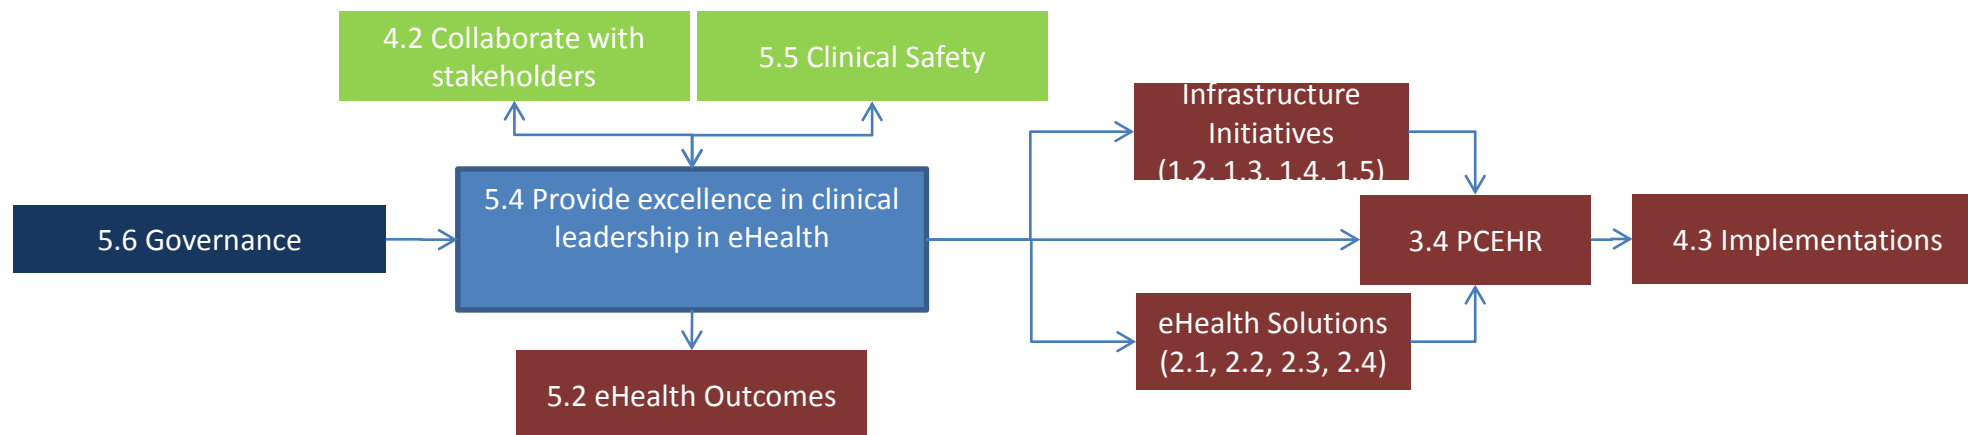 4.2 Collaborate with
stakeholders
5.5 Clinical Safety
Infrastructure
Initiatives
(1.2, 1.3, 1.4, 1.5)
5.4 Provide excellence in clinical
leadership in eHealth
5.6 Governance
3.4 PCEHR
4.3 Implementations
eHealth Solutions
(2.1, 2.2, 2.3, 2.4)
5.2 eHealth Outcomes